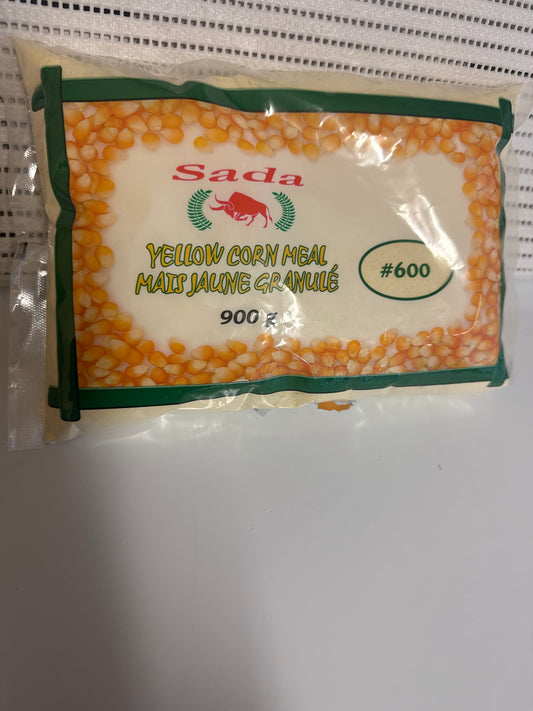 Sada
YELLOW CORN MEAL
MAIS JAUNE GRANULÉ
#600
900 g